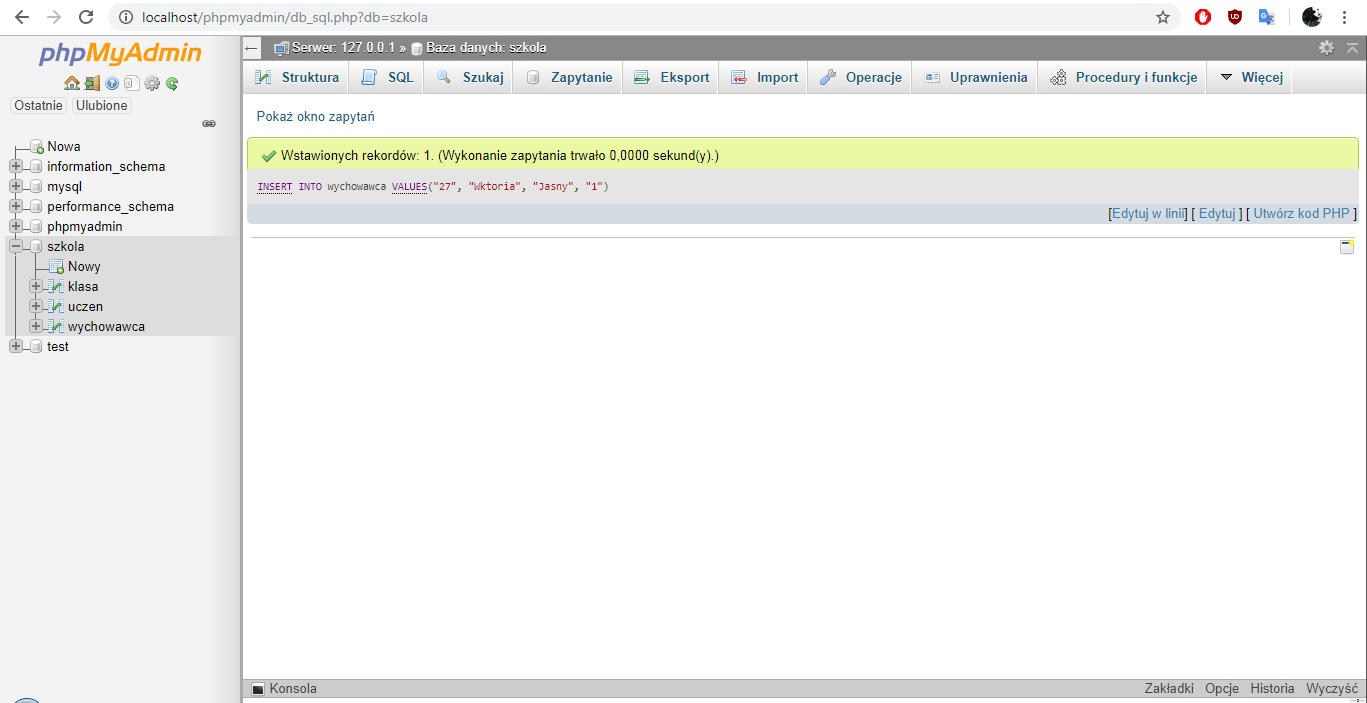 localhost/phpmyadmin/db_sql.php?db=szkola
phpMyAdmin
Ostatnie Ulubione
Nowa
information_schema
mysql
performance_schema
phpmyadmin
szkola
Nowy
klasa
uczen
wychowawca
test
Serwer: 127.0.0.1 » Baza danych: szkola
Struktura SQL Szukaj Zapytanie Eksport Import Operacje Uprawnienia Procedury i funkcje Więcej
Pokaż okno zapytań
Wstawionych rekordów: 1. (Wykonanie zapytania trwało 0,0000 sekund(y).)
INSERT INTO wychowawca VALUES("27", "Wktoria", "Jasny", "1")
[Edytuj w linii] [ Edytuj ] [ Utwórz kod PHP ]
Konsola Zakładki Opcje Historia Wyczyść